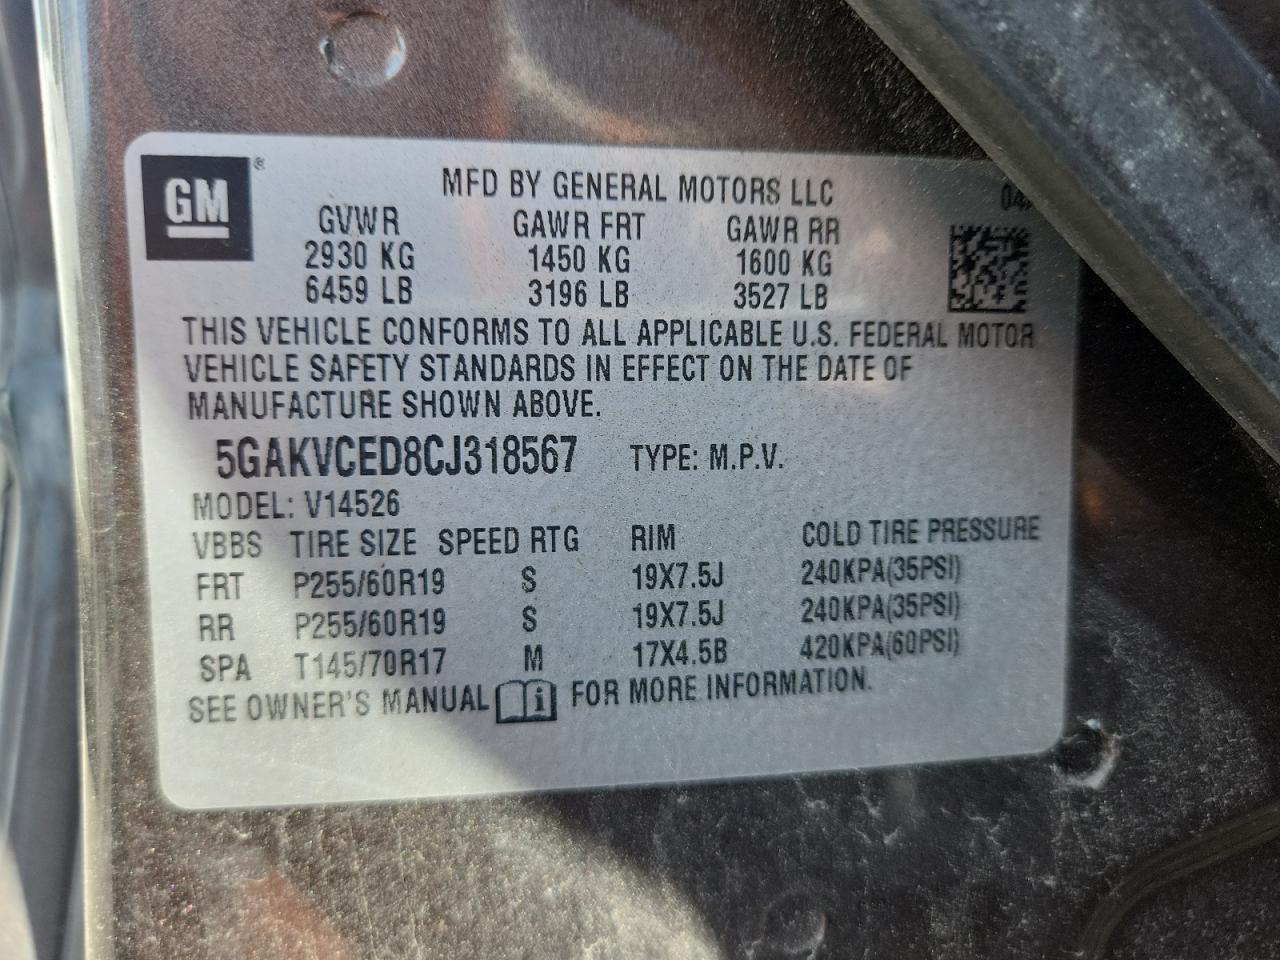 GM ®
MFD BY GENERAL MOTORS LLC
GVWR GAWR FRT GAWR RR
2930 KG 1450 KG 1600 KG
6459 LB 3196 LB 3527 LB
THIS VEHICLE CONFORMS TO ALL APPLICABLE U.S. FEDERAL MOTOR
VEHICLE SAFETY STANDARDS IN EFFECT ON THE DATE OF
MANUFACTURE SHOWN ABOVE.
5GAKVCED8CJ318567 TYPE: M.P.V.
MODEL: V14526
VBBS TIRE SIZE SPEED RTG RIM COLD TIRE PRESSURE
FRT P255/60R19 S 19X7.5J 240KPA(35PSI)
RR P255/60R19 S 19X7.5J 240KPA(35PSI)
SPA T145/70R17 M 17X4.5B 420KPA(60PSI)
SEE OWNER'S MANUAL FOR MORE INFORMATION.